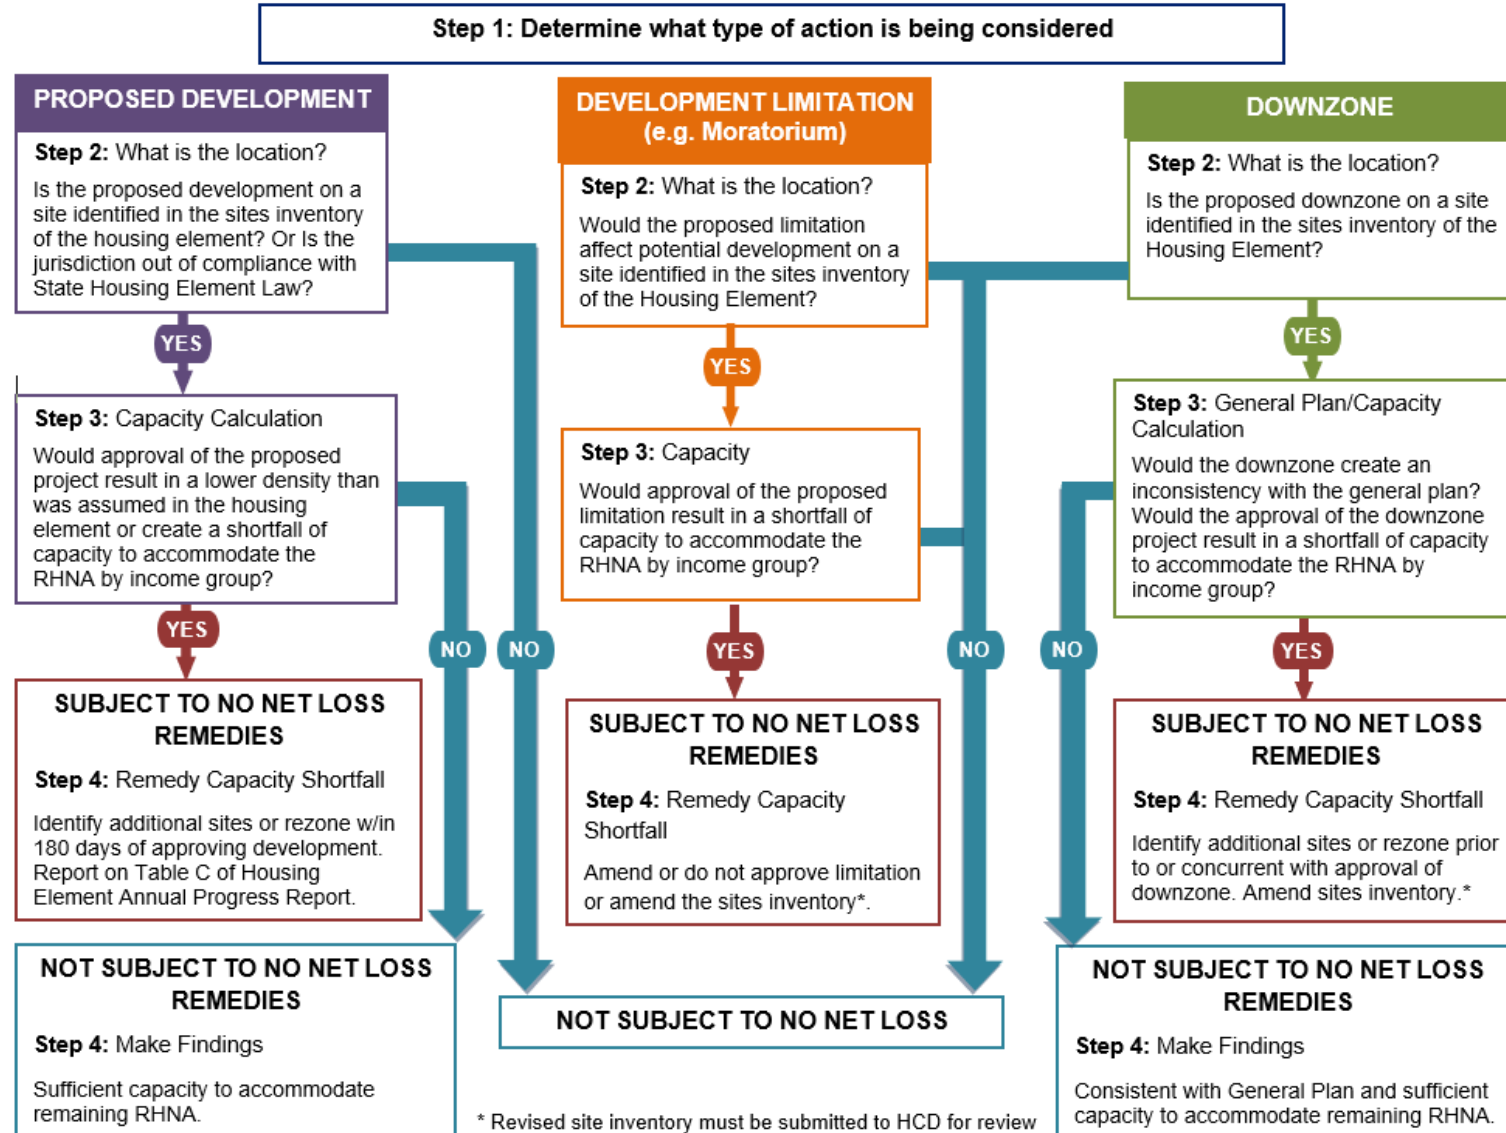 Step 1: Determine what type of action is being considered
PROPOSED DEVELOPMENT
Step 2: What is the location?
Is the proposed development on a
site identified in the sites inventory
of the housing element? Or Is the
jurisdiction out of compliance with
State Housing Element Law?
YES
Step 3: Capacity Calculation
Would approval of the proposed
project result in a lower density than
was assumed in the housing
element or create a shortfall of
capacity to accommodate the
RHNA by income group?
YES
NO
NO
SUBJECT TO NO NET LOSS
REMEDIES
Step 4: Remedy Capacity Shortfall
Identify additional sites or rezone w/in
180 days of approving development.
Report on Table C of Housing
Element Annual Progress Report.
NOT SUBJECT TO NO NET LOSS
REMEDIES
Step 4: Make Findings
Sufficient capacity to accommodate
remaining RHNA.
DEVELOPMENT LIMITATION
(e.g. Moratorium)
Step 2: What is the location?
Would the proposed limitation
affect potential development on a
site identified in the sites inventory
of the Housing Element?
YES
Step 3: Capacity
Would approval of the proposed
limitation result in a shortfall of
capacity to accommodate the
RHNA by income group?
YES
NO
SUBJECT TO NO NET LOSS
REMEDIES
Step 4: Remedy Capacity
Shortfall
Amend or do not approve limitation
or amend the sites inventory*.
NOT SUBJECT TO NO NET LOSS
* Revised site inventory must be submitted to HCD for review
DOWNZONE
Step 2: What is the location?
Is the proposed downzone on a site
identified in the sites inventory of the
Housing Element?
YES
Step 3: General Plan/Capacity
Calculation
Would the downzone create an
inconsistency with the general plan?
Would the approval of the downzone
project result in a shortfall of capacity
to accommodate the RHNA by
income group?
NO
YES
SUBJECT TO NO NET LOSS
REMEDIES
Step 4: Remedy Capacity Shortfall
Identify additional sites or rezone prior
to or concurrent with approval of
downzone. Amend sites inventory.*
NOT SUBJECT TO NO NET LOSS
REMEDIES
Step 4: Make Findings
Consistent with General Plan and sufficient
capacity to accommodate remaining RHNA.